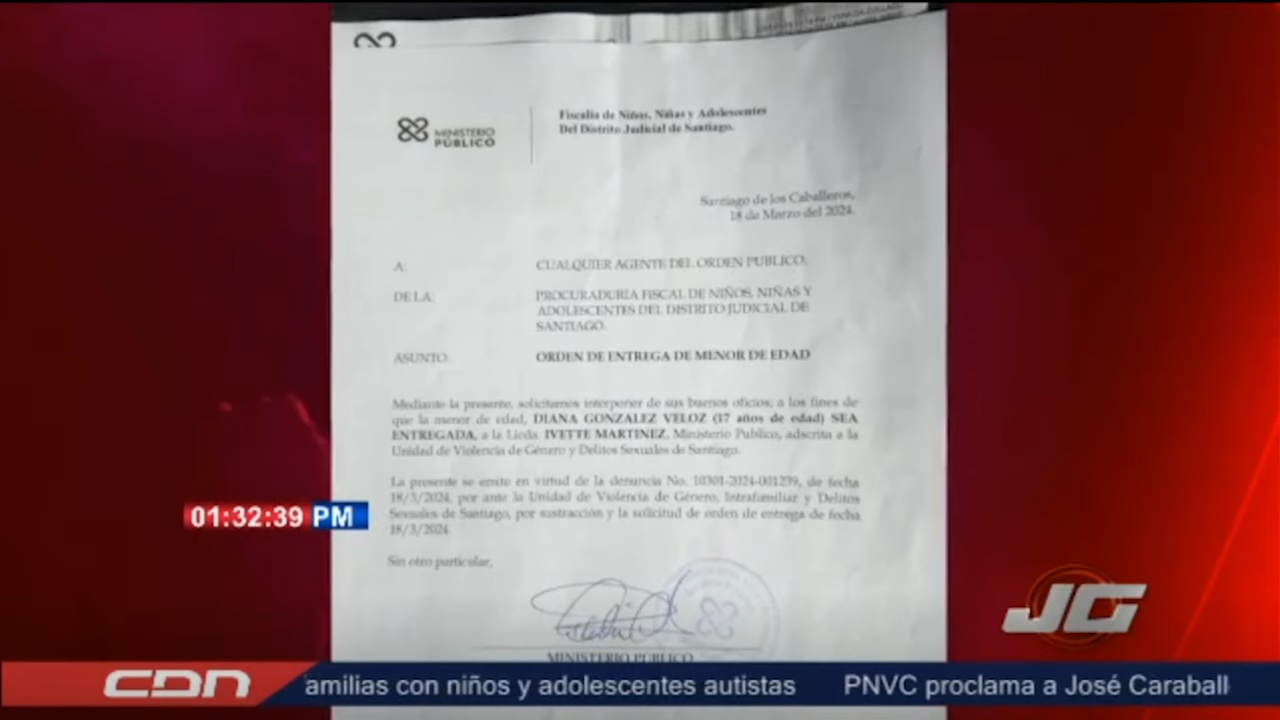 MINISTERIO
PÚBLICO
Fiscalía de Niños, Niñas y Adolescentes
Del Distrito Judicial de Santiago.
Santiago de los Caballeros,
18 de Marzo del 2024.
A:
CUALQUIER AGENTE DEL ORDEN PUBLICO.
DE LA:
PROCURADURIA FISCAL DE NIÑOS, NIÑAS Y
ADOLESCENTES DEL DISTRITO JUDICIAL DE
SANTIAGO.
ASUNTO:
ORDEN DE ENTREGA DE MENOR DE EDAD
Mediante la presente, solicitamos interponer de sus buenos oficios; a los fines de
que la menor de edad, DIANA GONZALEZ VELOZ (17 años de edad) SEA
ENTREGADA, a la Licda. IVETTE MARTINEZ, Ministerio Publico, adscrita a la
Unidad de Violencia de Género y Delitos Sexuales de Santiago.
La presente se emite en virtud de la denuncia No. 10301-2024-001239, de fecha
18/3/2024, por ante la Unidad de Violencia de Género, Intrafamiliar y Delitos
Sexuales de Santiago, por sustracción y la solicitud de orden de entrega de fecha
18/3/2024
Sin otro particular,
MINISTERIO PÚBLICO
01:32:39 PM
JG
CDN
amilias con niños y adolescentes autistas PNVC proclama a José Caraball